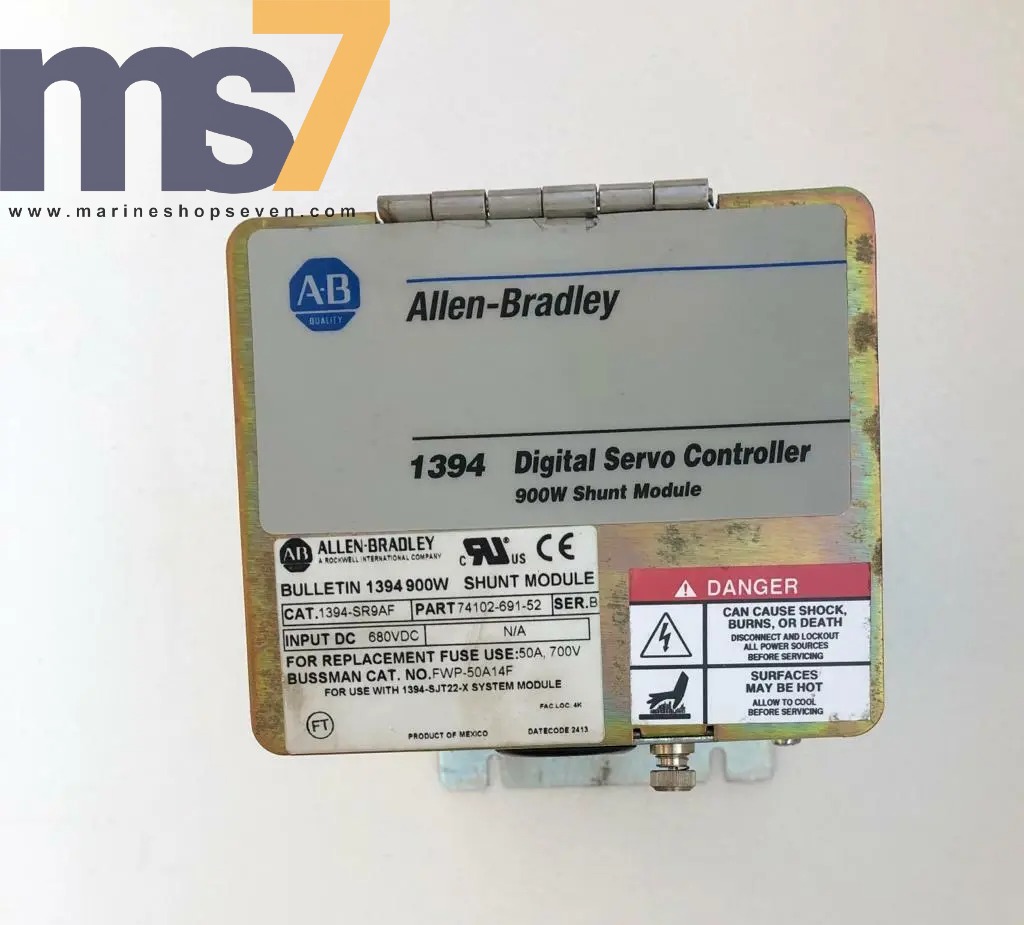 ms7
www.marineshopseven.com
A·B
QUALITY
Allen-Bradley
1394 Digital Servo Controller
900W Shunt Module
AB ALLEN-BRADLEY
A ROCKWELL INTERNATIONAL COMPANY
c RU US CE
BULLETIN 1394 900W SHUNT MODULE
CAT. 1394-SR9AF PART 74102-691-52 SER. B
INPUT DC 680VDC N/A
FOR REPLACEMENT FUSE USE: 50A, 700V
BUSSMAN CAT. NO. FWP-50A14F
FOR USE WITH 1394-SJT22-X SYSTEM MODULE
FAC. LOC. 4K
FT
PRODUCT OF MEXICO DATECODE 2413
DANGER
CAN CAUSE SHOCK,
BURNS, OR DEATH
DISCONNECT AND LOCKOUT
ALL POWER SOURCES
BEFORE SERVICING
SURFACES
MAY BE HOT
ALLOW TO COOL
BEFORE SERVICING